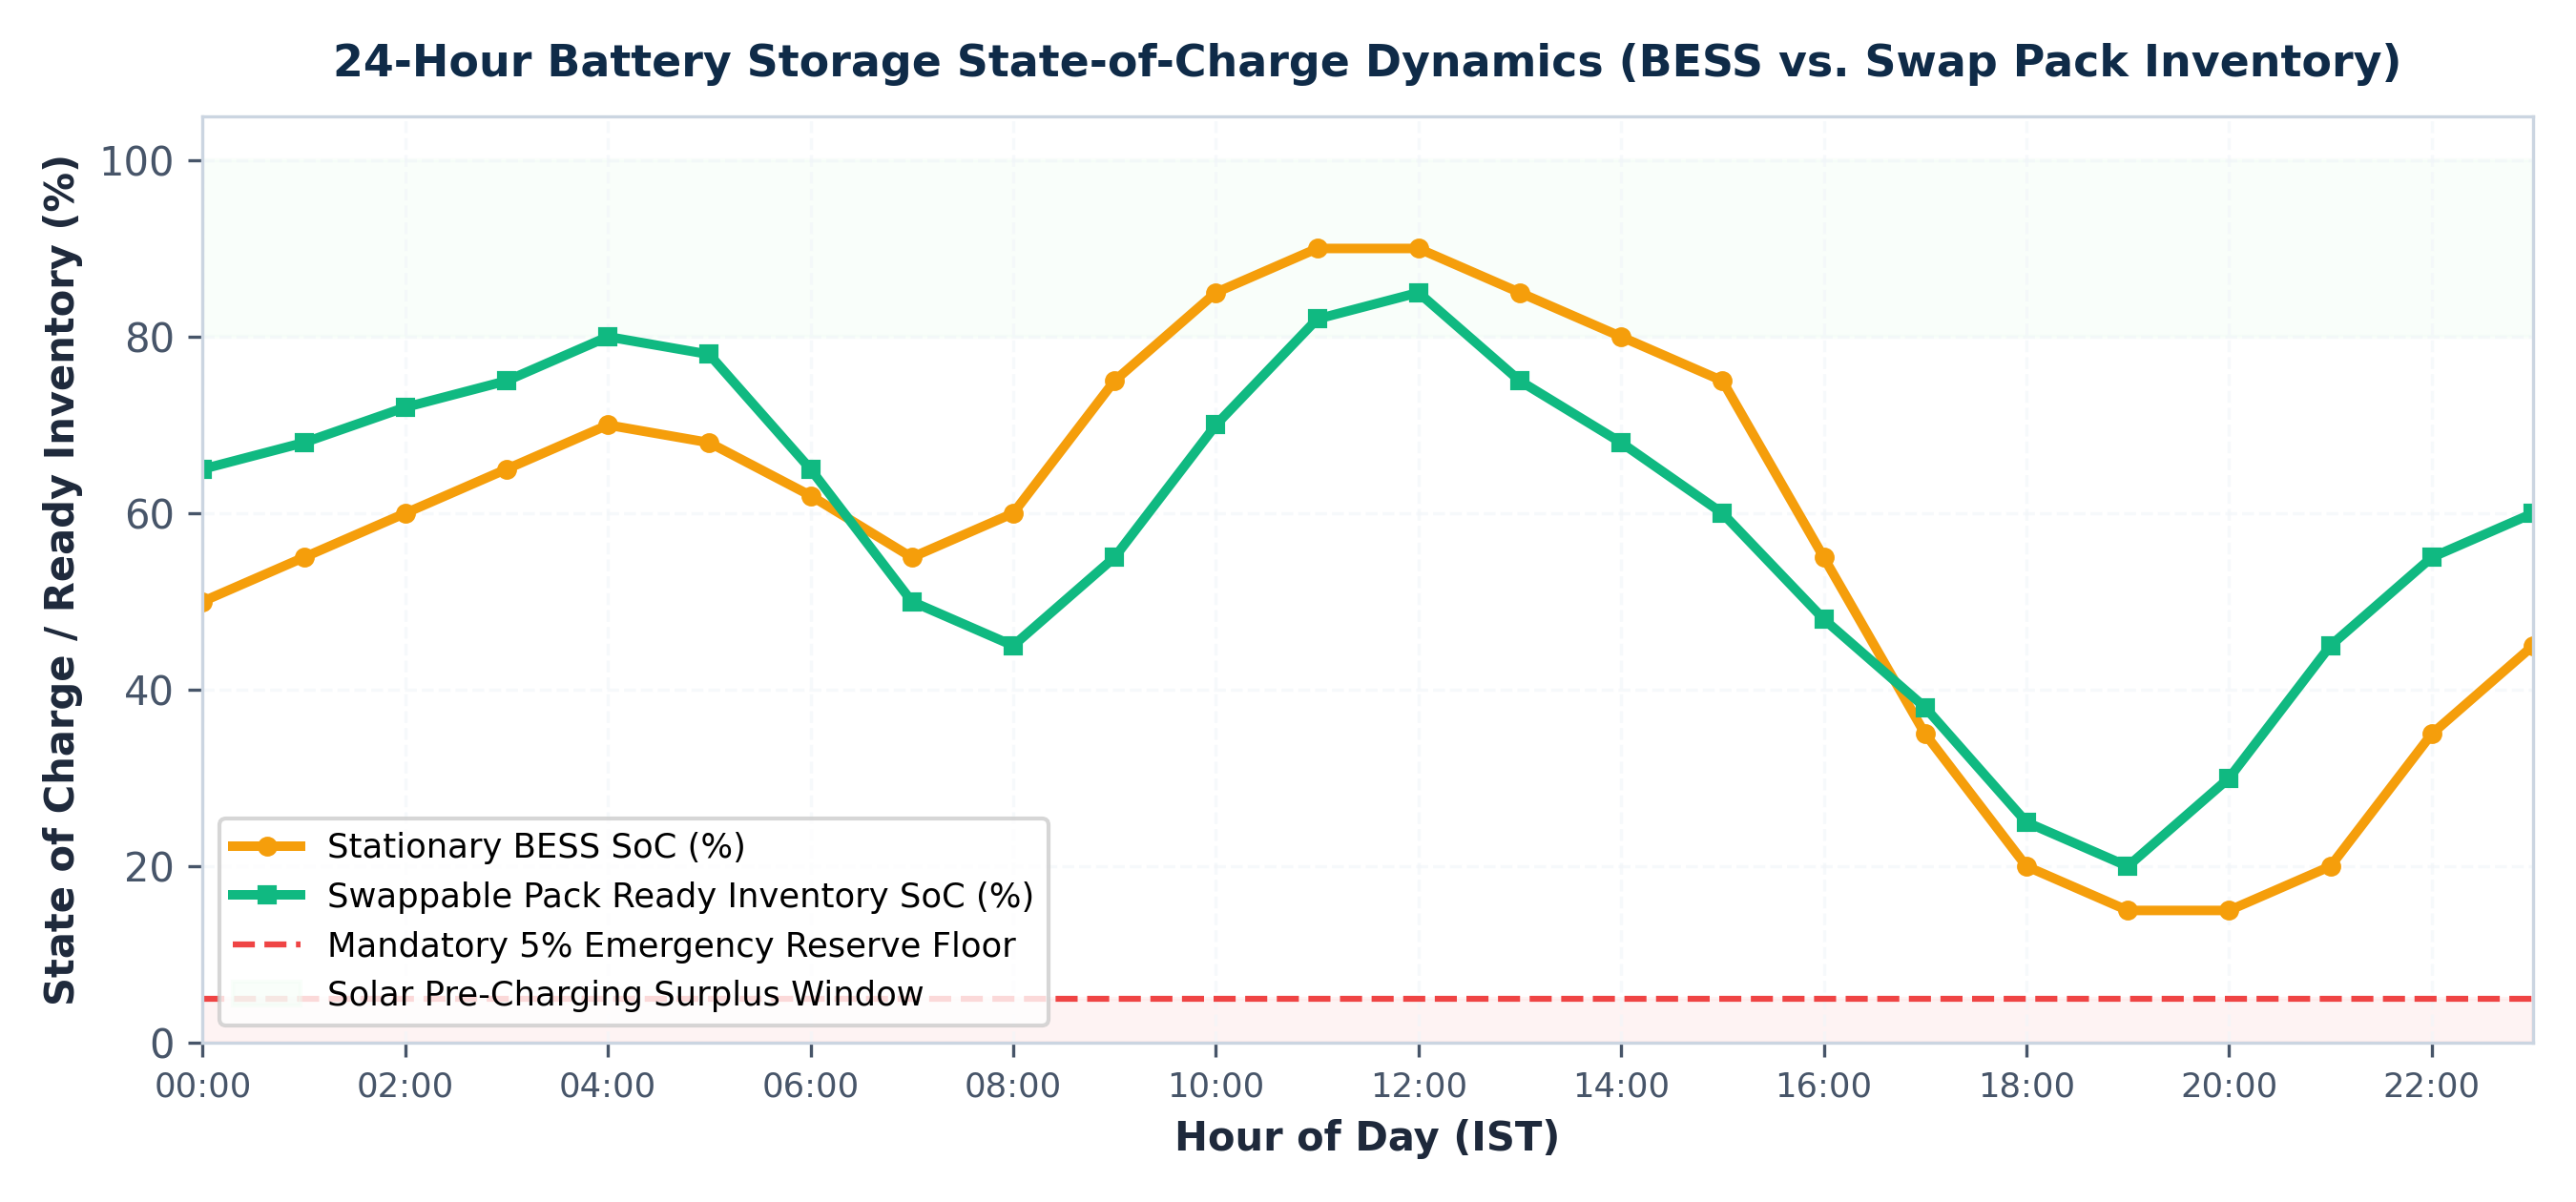 24-Hour Battery Storage State-of-Charge Dynamics (BESS vs. Swap Pack Inventory)
State of Charge / Ready Inventory (%)
100
80
60
40
20
0
Stationary BESS SoC (%)
Swappable Pack Ready Inventory SoC (%)
Mandatory 5% Emergency Reserve Floor
Solar Pre-Charging Surplus Window
00:00 02:00 04:00 06:00 08:00 10:00 12:00 14:00 16:00 18:00 20:00 22:00
Hour of Day (IST)